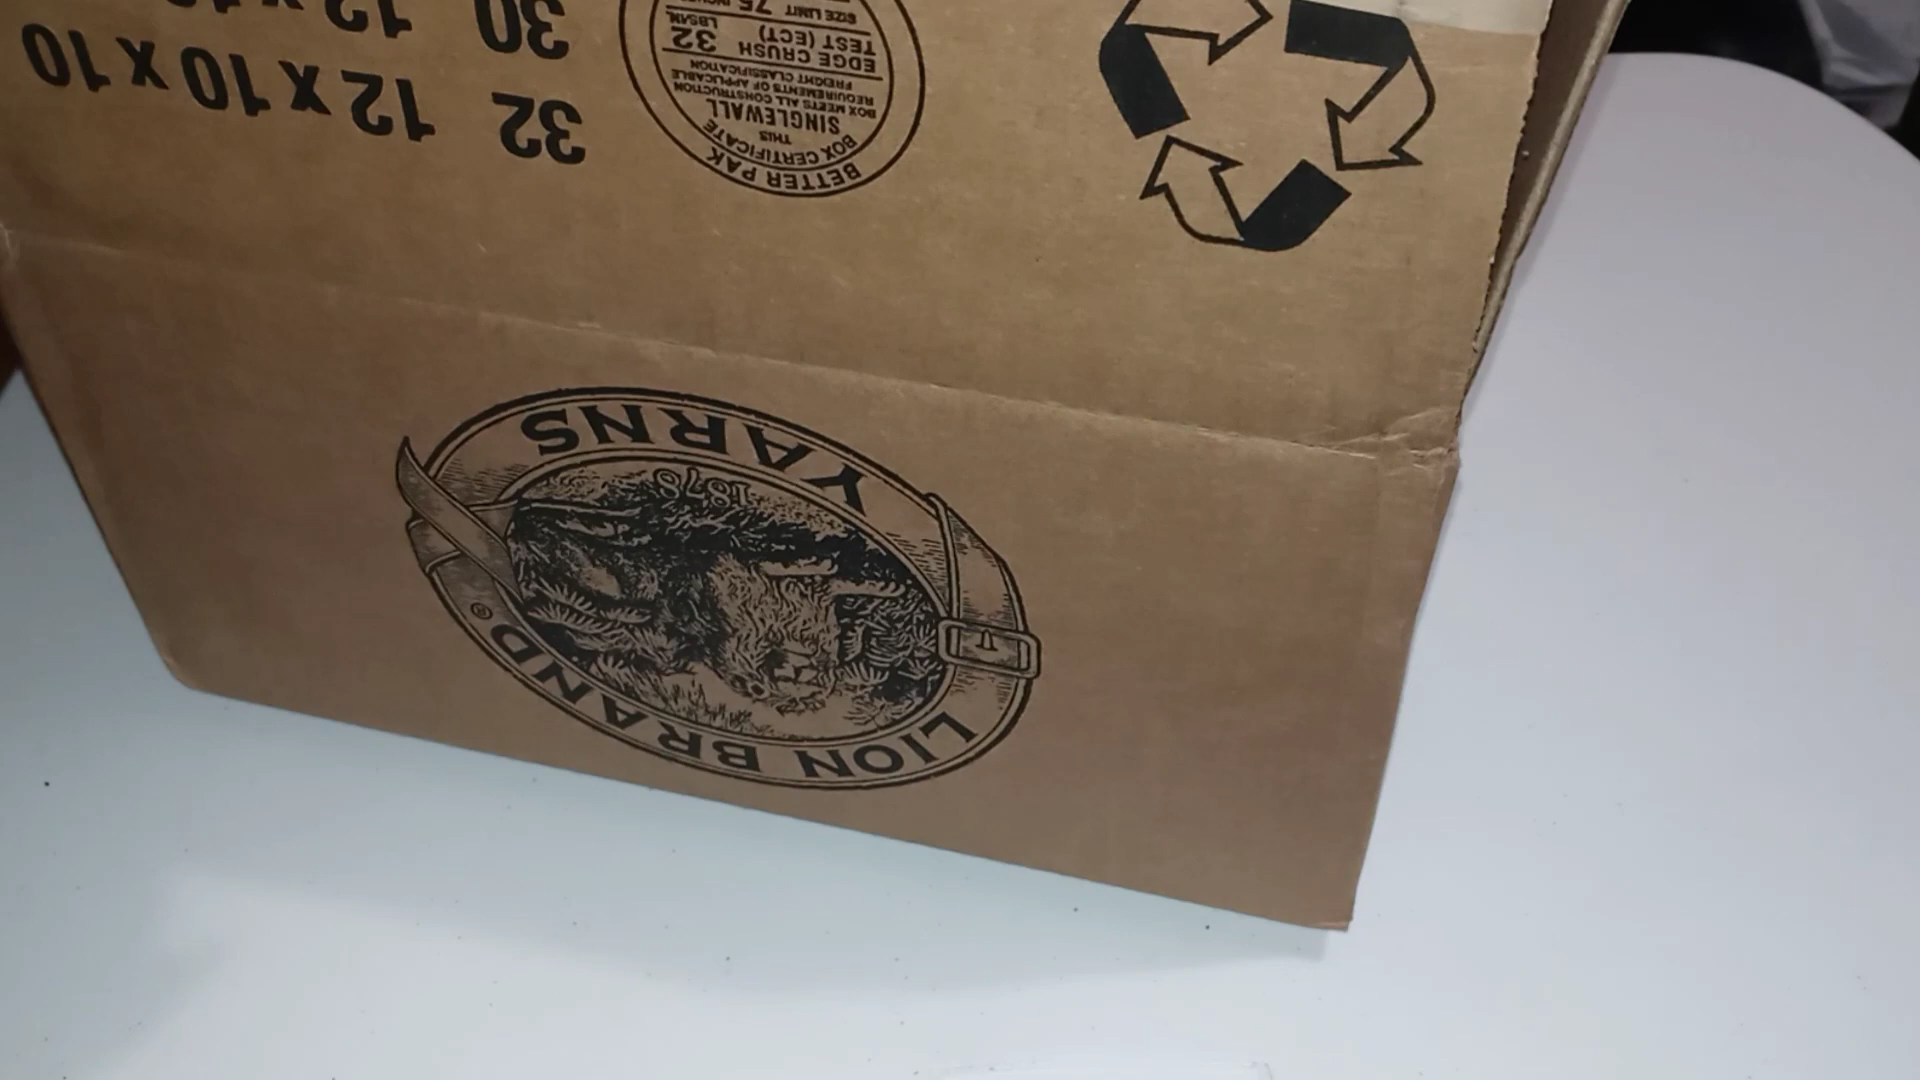 LION BRAND®
1878
YARNS
BETTER PAK
BOX CERTIFICATE
THIS
SINGLEWALL
BOX MEETS ALL CONSTRUCTION
REQUIREMENTS OF APPLICABLE
FREIGHT CLASSIFICATION
EDGE CRUSH
TEST (ECT) 32
LBS/IN.
SIZE LIMIT 75
32 12 x 10 x 10
30 12 x